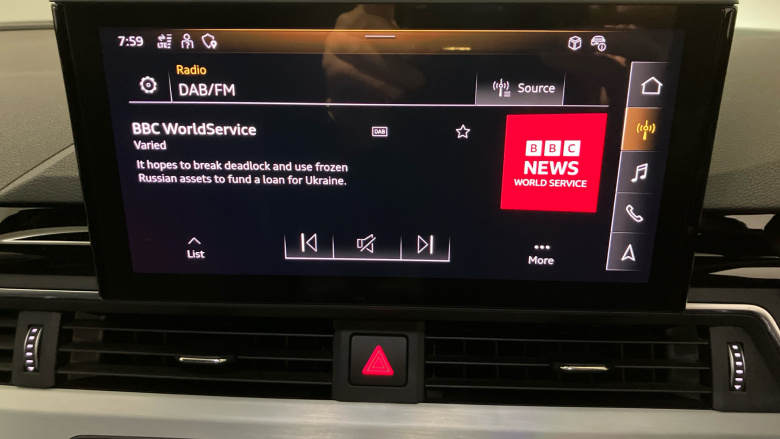 7:59
LTE
Radio
DAB/FM
Source
BBC WorldService
DAB
Varied
It hopes to break deadlock and use frozen
Russian assets to fund a loan for Ukraine.
BBC
NEWS
WORLD SERVICE
List
More